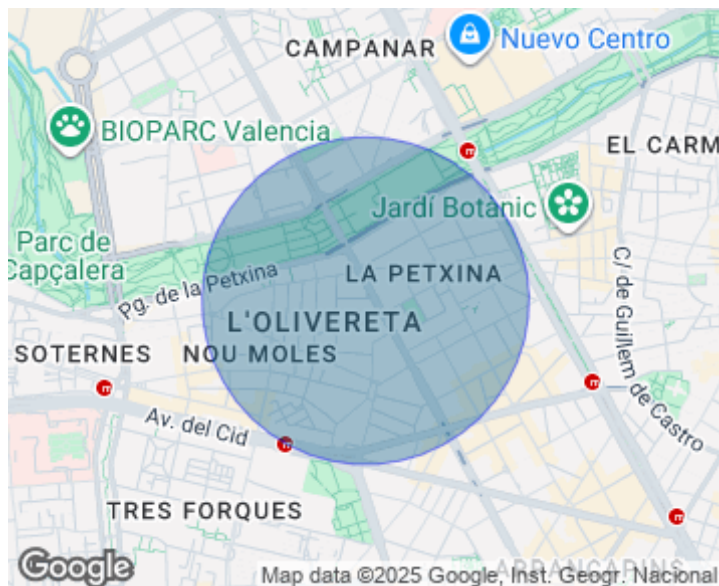 CAMPANAR
Nuevo Centro
BIOPARC Valencia
EL CARM
Jardí Botànic
Parc de
Capçalera
Pg. de la Petxina
LA PETXINA
L'OLIVERETA
SOTERNES
NOU MOLES
C/ de Guillem de Castro
Av. del Cid
TRES FORQUES
ARRANCAPINS
Google
Map data ©2025 Google, Inst. Geogr. Nacional